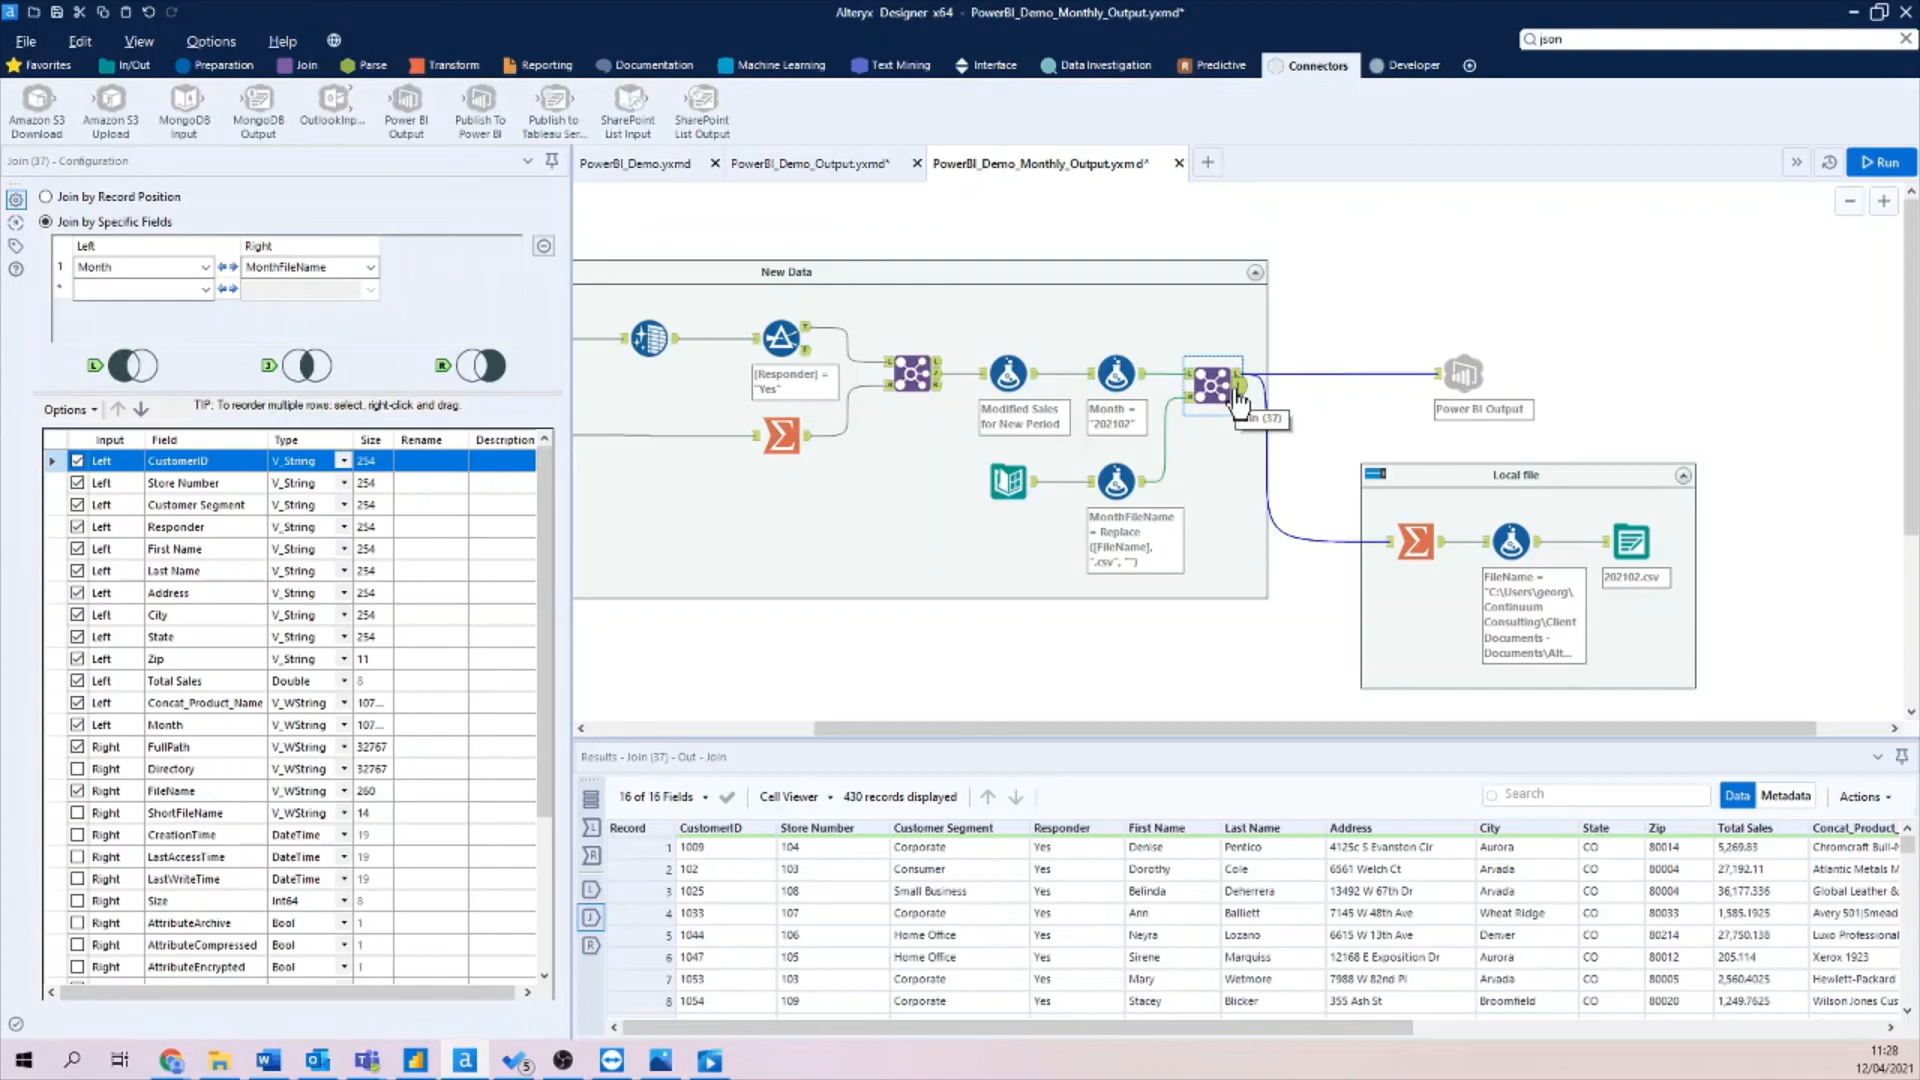 Alteryx Designer x64 - PowerBI_Demo_Monthly_Output.yxmd*
File Edit View Options Help
json
Favorites In/Out Preparation Join Parse Transform Reporting Documentation Machine Learning Text Mining Interface Data Investigation Predictive Connectors Developer
Amazon S3 Download
Amazon S3 Upload
MongoDB Input
MongoDB Output
OutlookInp...
Power BI Output
Publish To Power BI
Publish to Tableau Ser...
SharePoint List Input
SharePoint List Output
Join (37) - Configuration
PowerBI_Demo.yxmd
PowerBI_Demo_Output.yxmd*
PowerBI_Demo_Monthly_Output.yxmd*
Run
Join by Record Position
Join by Specific Fields
Left Right
1 Month MonthFileName
*
L J R
Options
TIP: To reorder multiple rows: select, right-click and drag.
Input Field Type Size Rename Description
Left CustomerID V_String 254
Left Store Number V_String 254
Left Customer Segment V_String 254
Left Responder V_String 254
Left First Name V_String 254
Left Last Name V_String 254
Left Address V_String 254
Left City V_String 254
Left State V_String 254
Left Zip V_String 11
Left Total Sales Double 8
Left Concat_Product_Name V_WString 107...
Left Month V_WString 107...
Right FullPath V_WString 32767
Right Directory V_WString 32767
Right FileName V_WString 260
Right ShortFileName V_WString 14
Right CreationTime DateTime 19
Right LastAccessTime DateTime 19
Right LastWriteTime DateTime 19
Right Size Int64 8
Right AttributeArchive Bool 1
Right AttributeCompressed Bool 1
Right AttributeEncrypted Bool 1
New Data
[Responder] =
"Yes"
Modified Sales
for New Period
Month =
"202102"
MonthFileName
= Replace
([FileName],
".csv", "")
(37)
Power BI Output
Local file
FileName =
"C:\Users\georg\
Continuum
Consulting\Client
Documents -
Documents\Alt...
202102.csv
Results - Join (37) - Out - Join
16 of 16 Fields Cell Viewer 430 records displayed Search Data Metadata Actions
Record CustomerID Store Number Customer Segment Responder First Name Last Name Address City State Zip Total Sales Concat_Product_
1 1009 104 Corporate Yes Denise Pentico 4125c S Evanston Cir Aurora CO 80014 5,269.83 Chromcraft Bull-
2 102 103 Consumer Yes Dorothy Cole 6561 Welch Ct Arvada CO 80004 27,192.11 Atlantic Metals M
3 1025 108 Small Business Yes Belinda Deherrera 13492 W 67th Dr Arvada CO 80004 36,177.336 Global Leather &
4 1033 107 Corporate Yes Ann Balliett 7145 W 48th Ave Wheat Ridge CO 80033 1,585.1925 Avery 501|Smead
5 1044 106 Home Office Yes Neyra Lozano 6615 W 13th Ave Denver CO 80214 27,750.138 Luxo Professional
6 1047 105 Home Office Yes Sirene Marquiss 12168 E Exposition Dr Aurora CO 80012 205.114 Xerox 1923
7 1053 103 Corporate Yes Mary Wetmore 7988 W 82nd Pl Arvada CO 80005 2,560.4025 Hewlett-Packard
8 1054 109 Corporate Yes Stacey Blicker 355 Ash St Broomfield CO 80020 1,249.7625 Wilson Jones Cus
5
11:28
12/04/2021